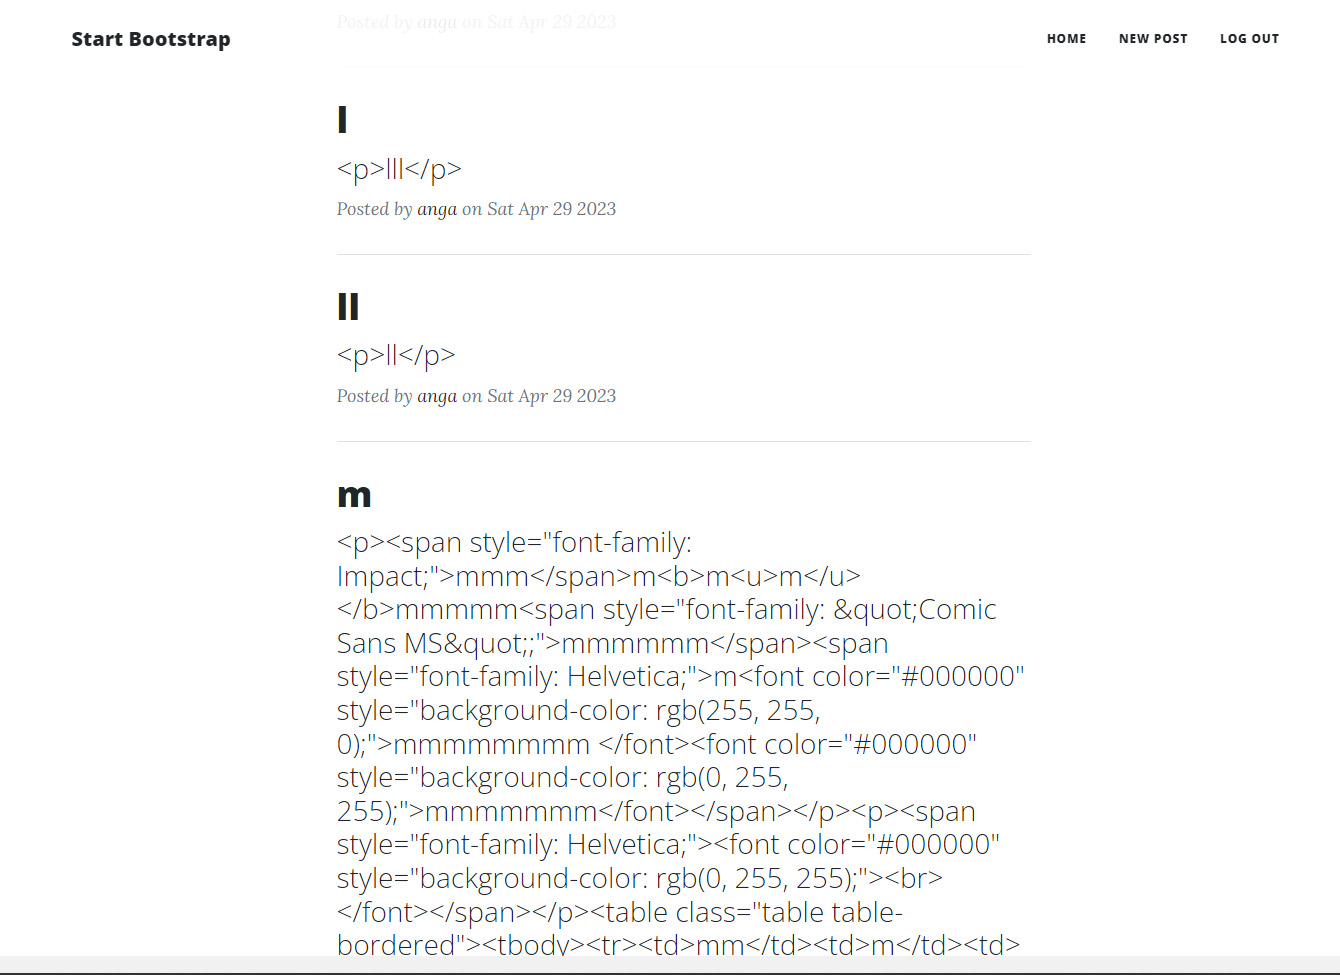 Posted by anga on Sat Apr 29 2023
Start Bootstrap
HOME NEW POST LOG OUT
l
<p>lll</p>
Posted by anga on Sat Apr 29 2023
ll
<p>ll</p>
Posted by anga on Sat Apr 29 2023
m
<p><span style="font-family:
Impact;">mmm</span>m<b>m<u>m</u>
</b>mmmmm<span style="font-family: &quot;Comic
Sans MS&quot;;">mmmmmm</span><span
style="font-family: Helvetica;">m<font color="#000000"
style="background-color: rgb(255, 255,
0);">mmmmmmmm </font><font color="#000000"
style="background-color: rgb(0, 255,
255);">mmmmmmm</font></span></p><p><span
style="font-family: Helvetica;"><font color="#000000"
style="background-color: rgb(0, 255, 255);"><br>
</font></span></p><table class="table table-
bordered"><tbody><tr><td>mm</td><td>m</td><td>